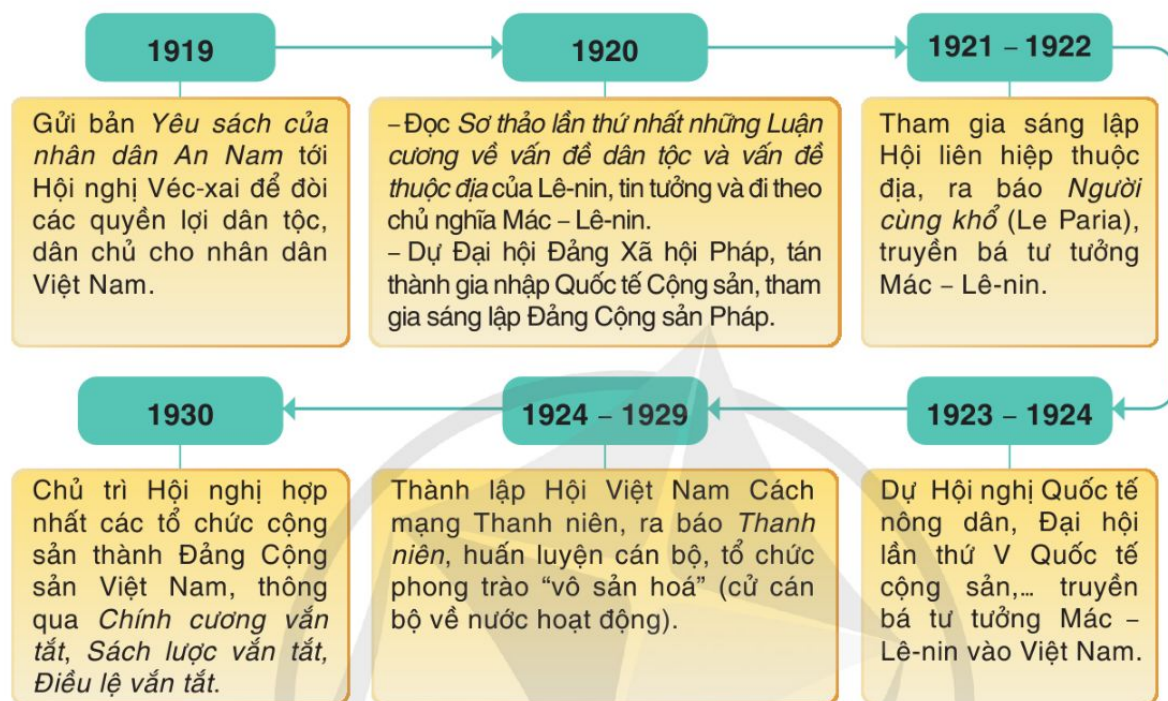 1919
Gửi bản Yêu sách của
nhân dân An Nam tới
Hội nghị Véc-xai để đòi
các quyền lợi dân tộc,
dân chủ cho nhân dân
Việt Nam.
1920
– Đọc Sơ thảo lần thứ nhất những Luận
cương về vấn đề dân tộc và vấn đề
thuộc địa của Lê-nin, tin tưởng và đi theo
chủ nghĩa Mác – Lê-nin.
– Dự Đại hội Đảng Xã hội Pháp, tán
thành gia nhập Quốc tế Cộng sản, tham
gia sáng lập Đảng Cộng sản Pháp.
1921 – 1922
Tham gia sáng lập
Hội liên hiệp thuộc
địa, ra báo Người
cùng khổ (Le Paria),
truyền bá tư tưởng
Mác – Lê-nin.
1923 – 1924
Dự Hội nghị Quốc tế
nông dân, Đại hội
lần thứ V Quốc tế
cộng sản,... truyền
bá tư tưởng Mác –
Lê-nin vào Việt Nam.
1924 – 1929
Thành lập Hội Việt Nam Cách
mạng Thanh niên, ra báo Thanh
niên, huấn luyện cán bộ, tổ chức
phong trào “vô sản hoá” (cử cán
bộ về nước hoạt động).
1930
Chủ trì Hội nghị hợp
nhất các tổ chức cộng
sản thành Đảng Cộng
sản Việt Nam, thông
qua Chính cương vắn
tắt, Sách lược vắn tắt,
Điều lệ vắn tắt.